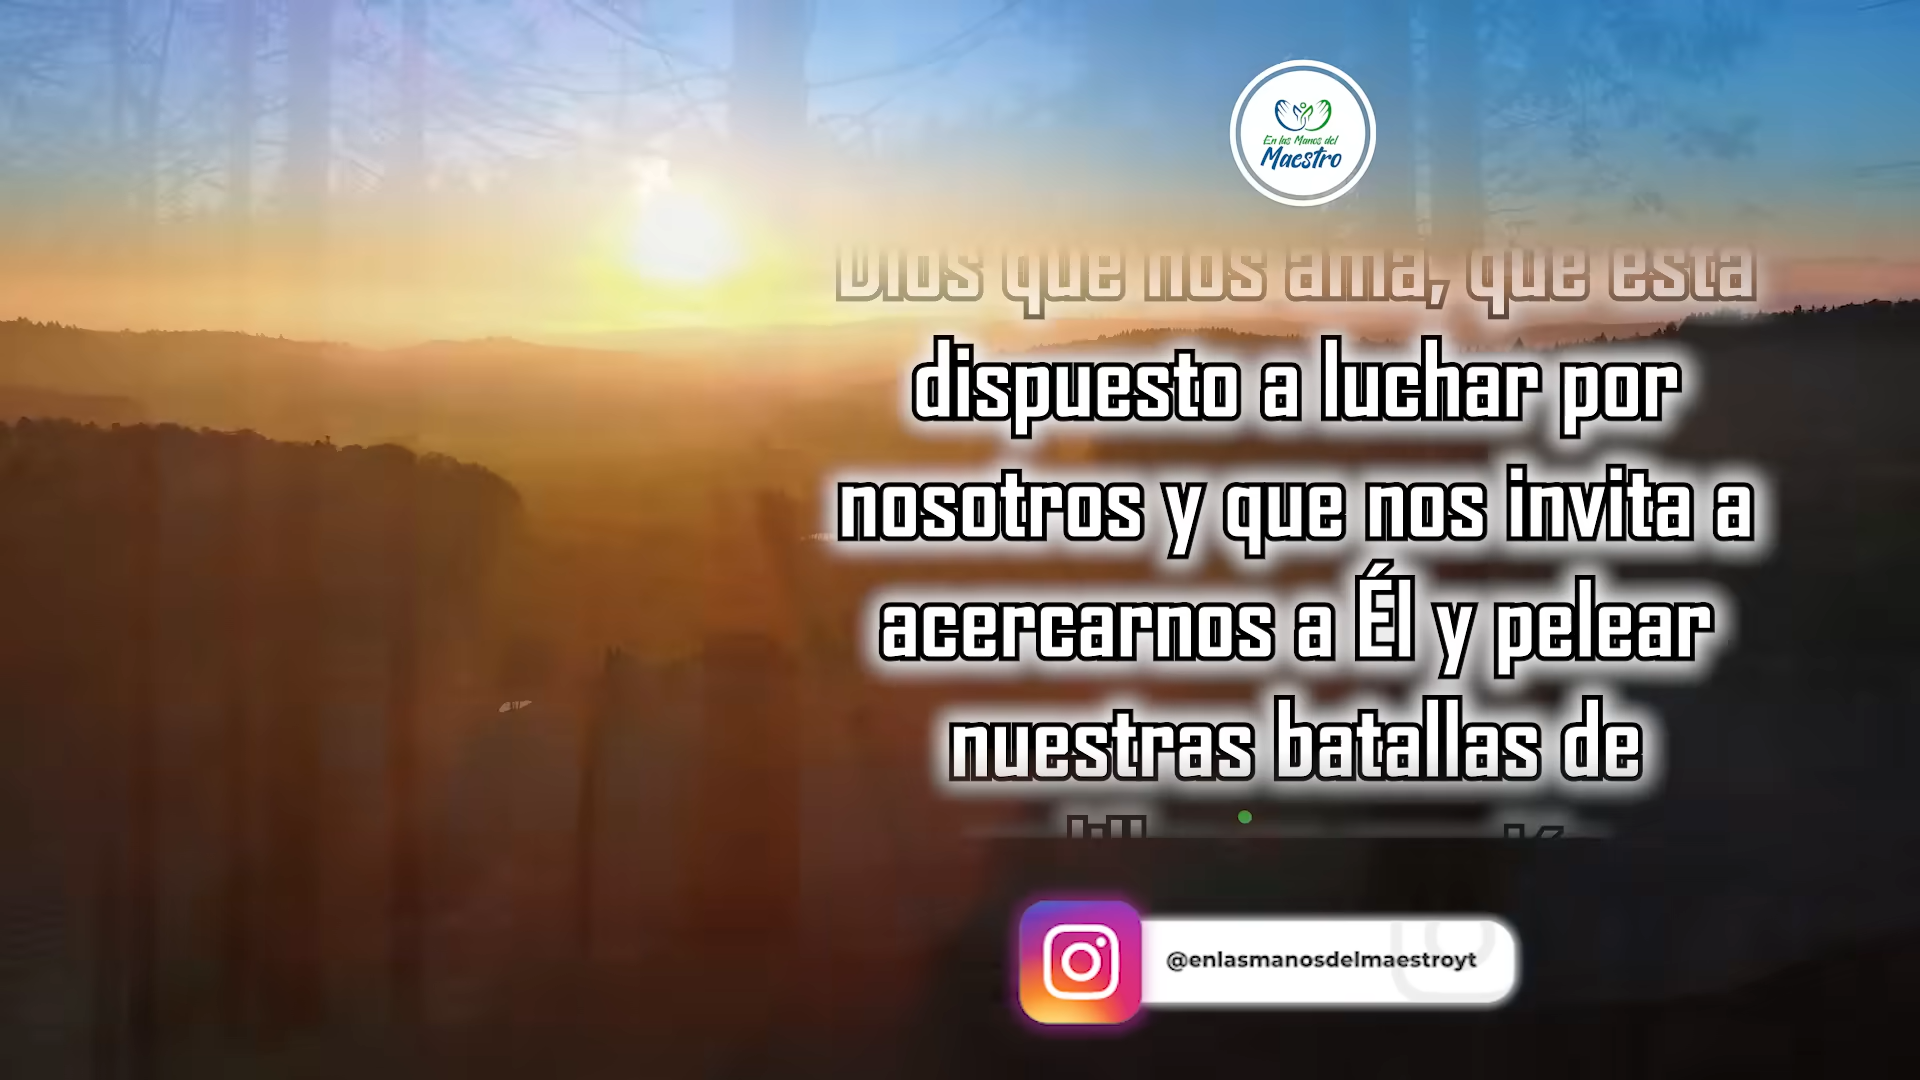 En las Manos del
Maestro
Dios que nos ama, que está
dispuesto a luchar por
nosotros y que nos invita a
acercarnos a Él y pelear
nuestras batallas de
@enlasmanosdelmaestroyt